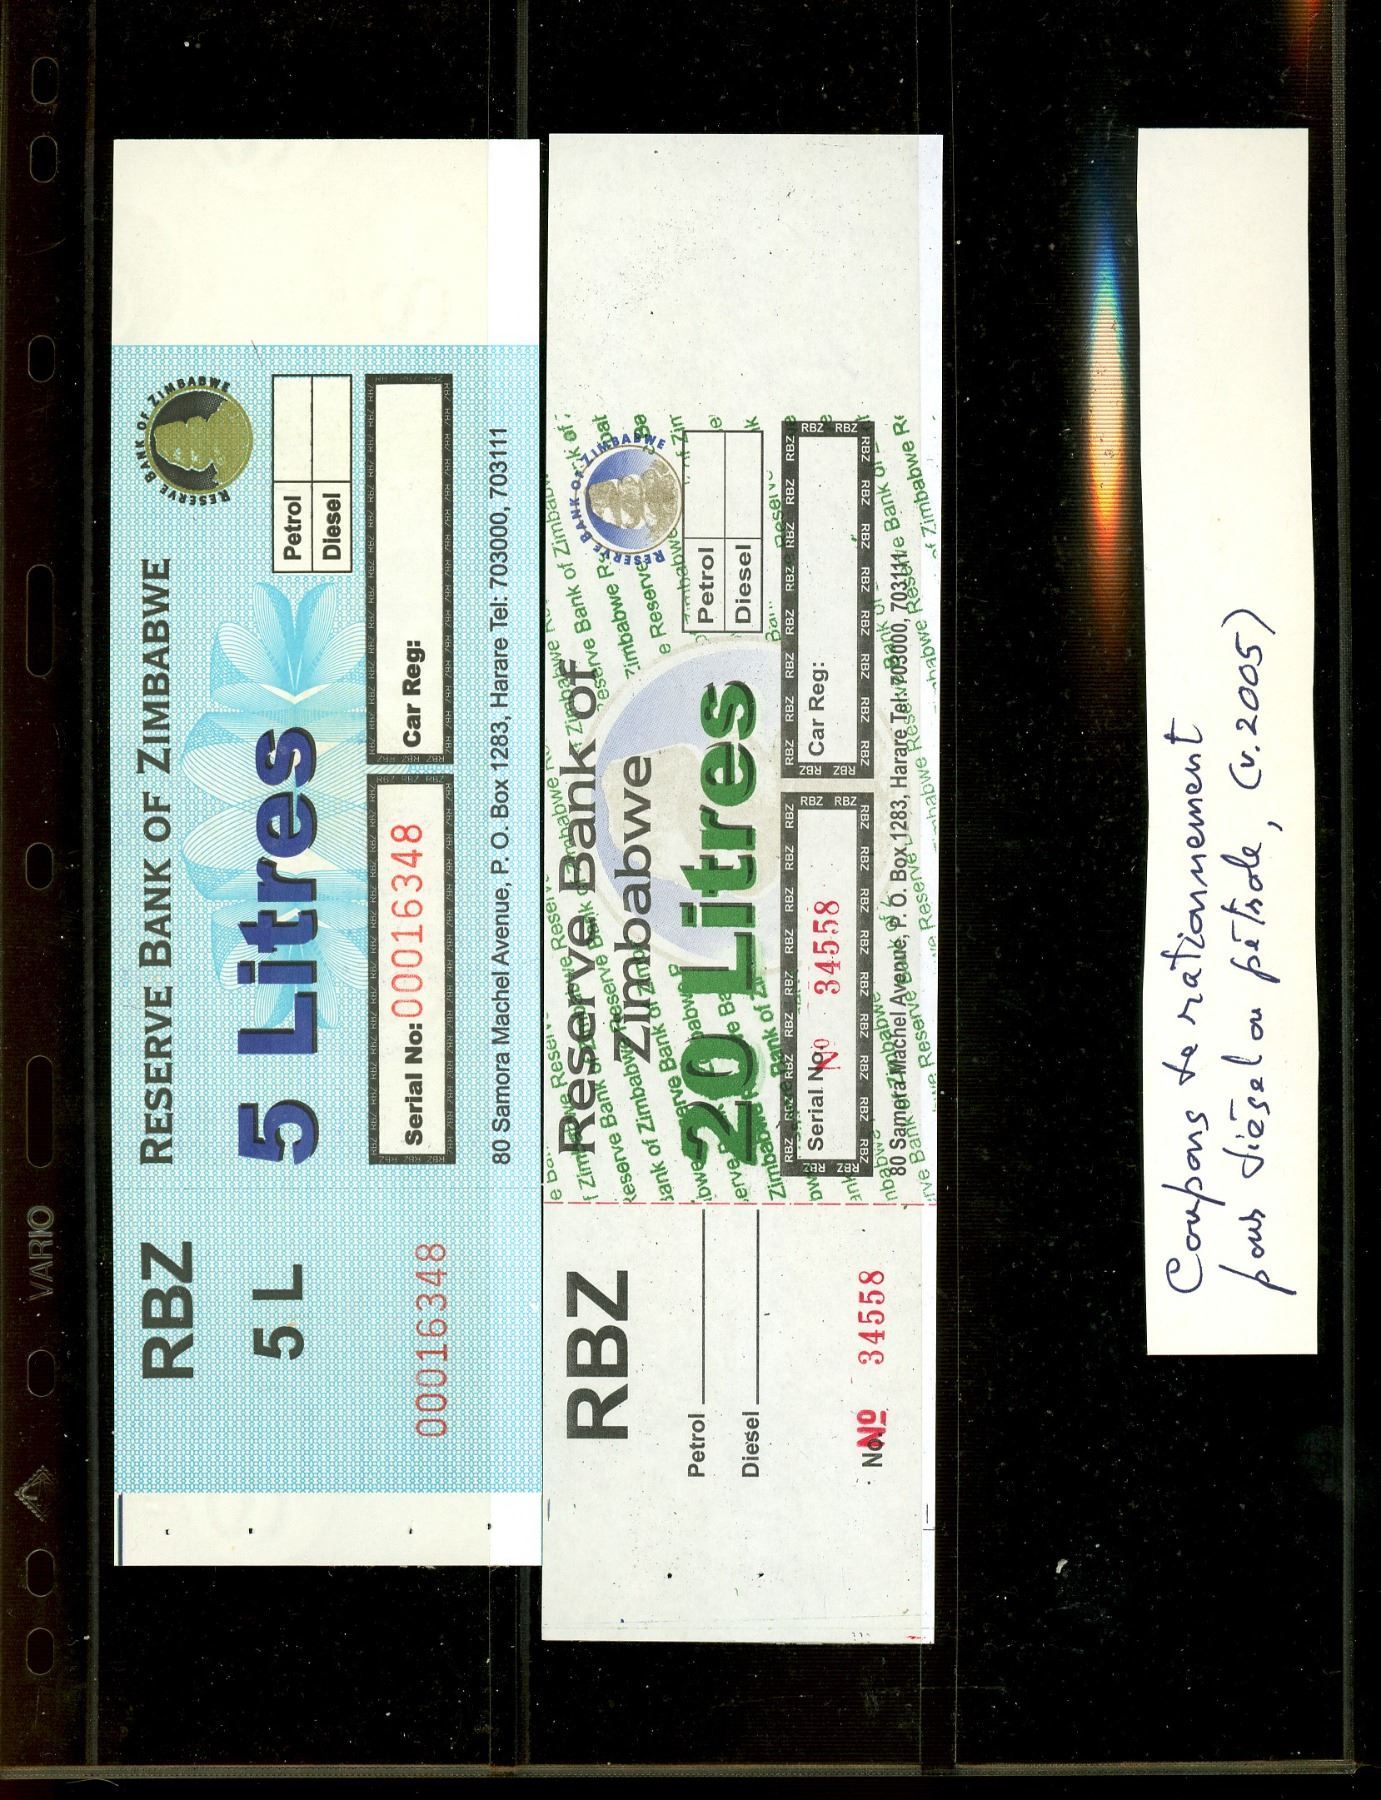 RESERVE BANK OF ZIMBABWE
RESERVE BANK OF ZIMBABWE
RBZ
5 L
5 Litres
Petrol
Diesel
Serial No: 00016348
Car Reg:
00016348
80 Samora Machel Avenue, P. O. Box 1283, Harare Tel: 703000, 703111
Reserve Bank of
Zimbabwe
RESERVE BANK OF ZIMBABWE
RBZ
20 Litres
Petrol
Diesel
Petrol
Diesel
Serial No: No 34558
Car Reg:
No. No 34558
80 Samora Machel Avenue, P. O. Box 1283, Harare Tel: 703000, 703111
Coupons de rationnement
pour diésel ou pétrole, (v. 2005)
VARIO